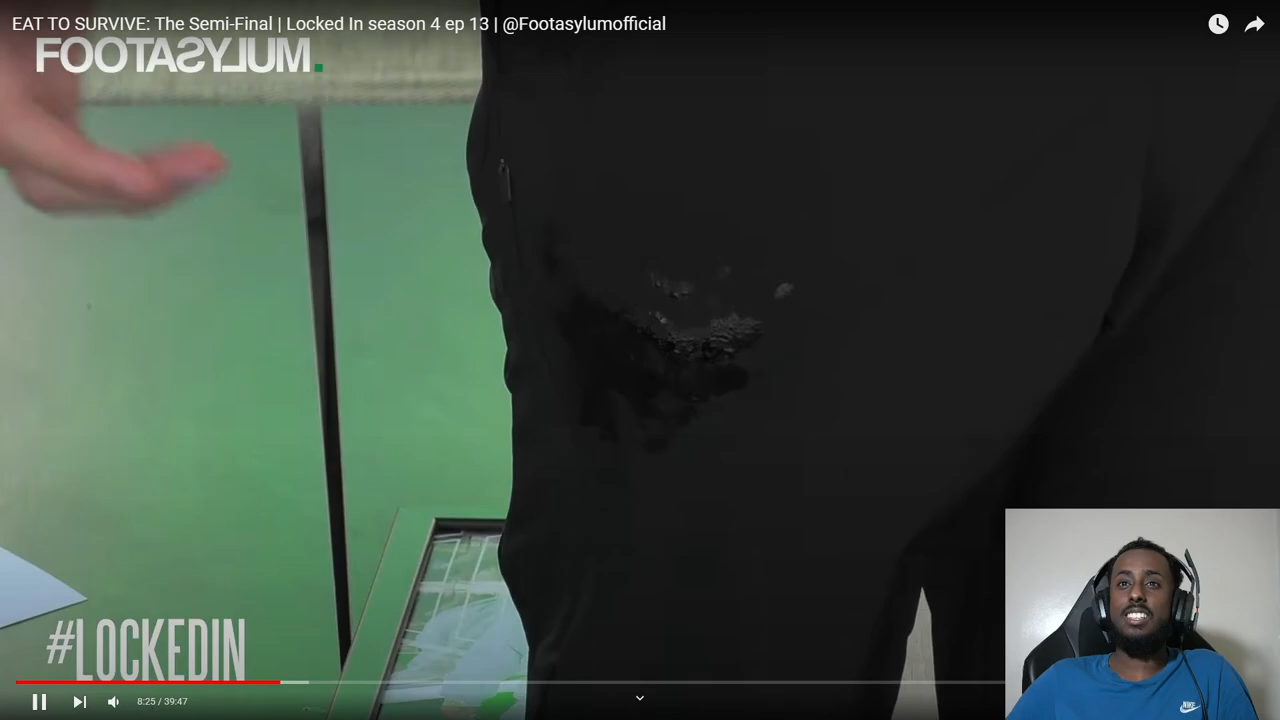 EAT TO SURVIVE: The Semi-Final | Locked In season 4 ep 13 | @Footasylumofficial
FOOTASYLUM.
#LOCKEDIN
8:25 / 39:47